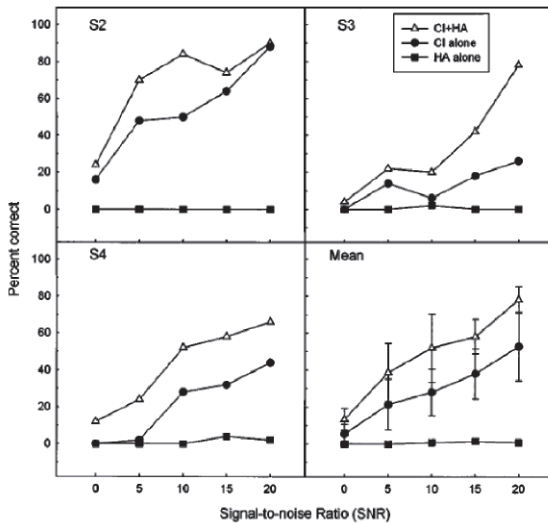 S2
S3
CI+HA
CI alone
HA alone
100
80
60
40
20
0
S4
Mean
100
80
60
40
20
0
0 5 10 15 20 0 5 10 15 20
Percent correct
Signal-to-noise Ratio (SNR)